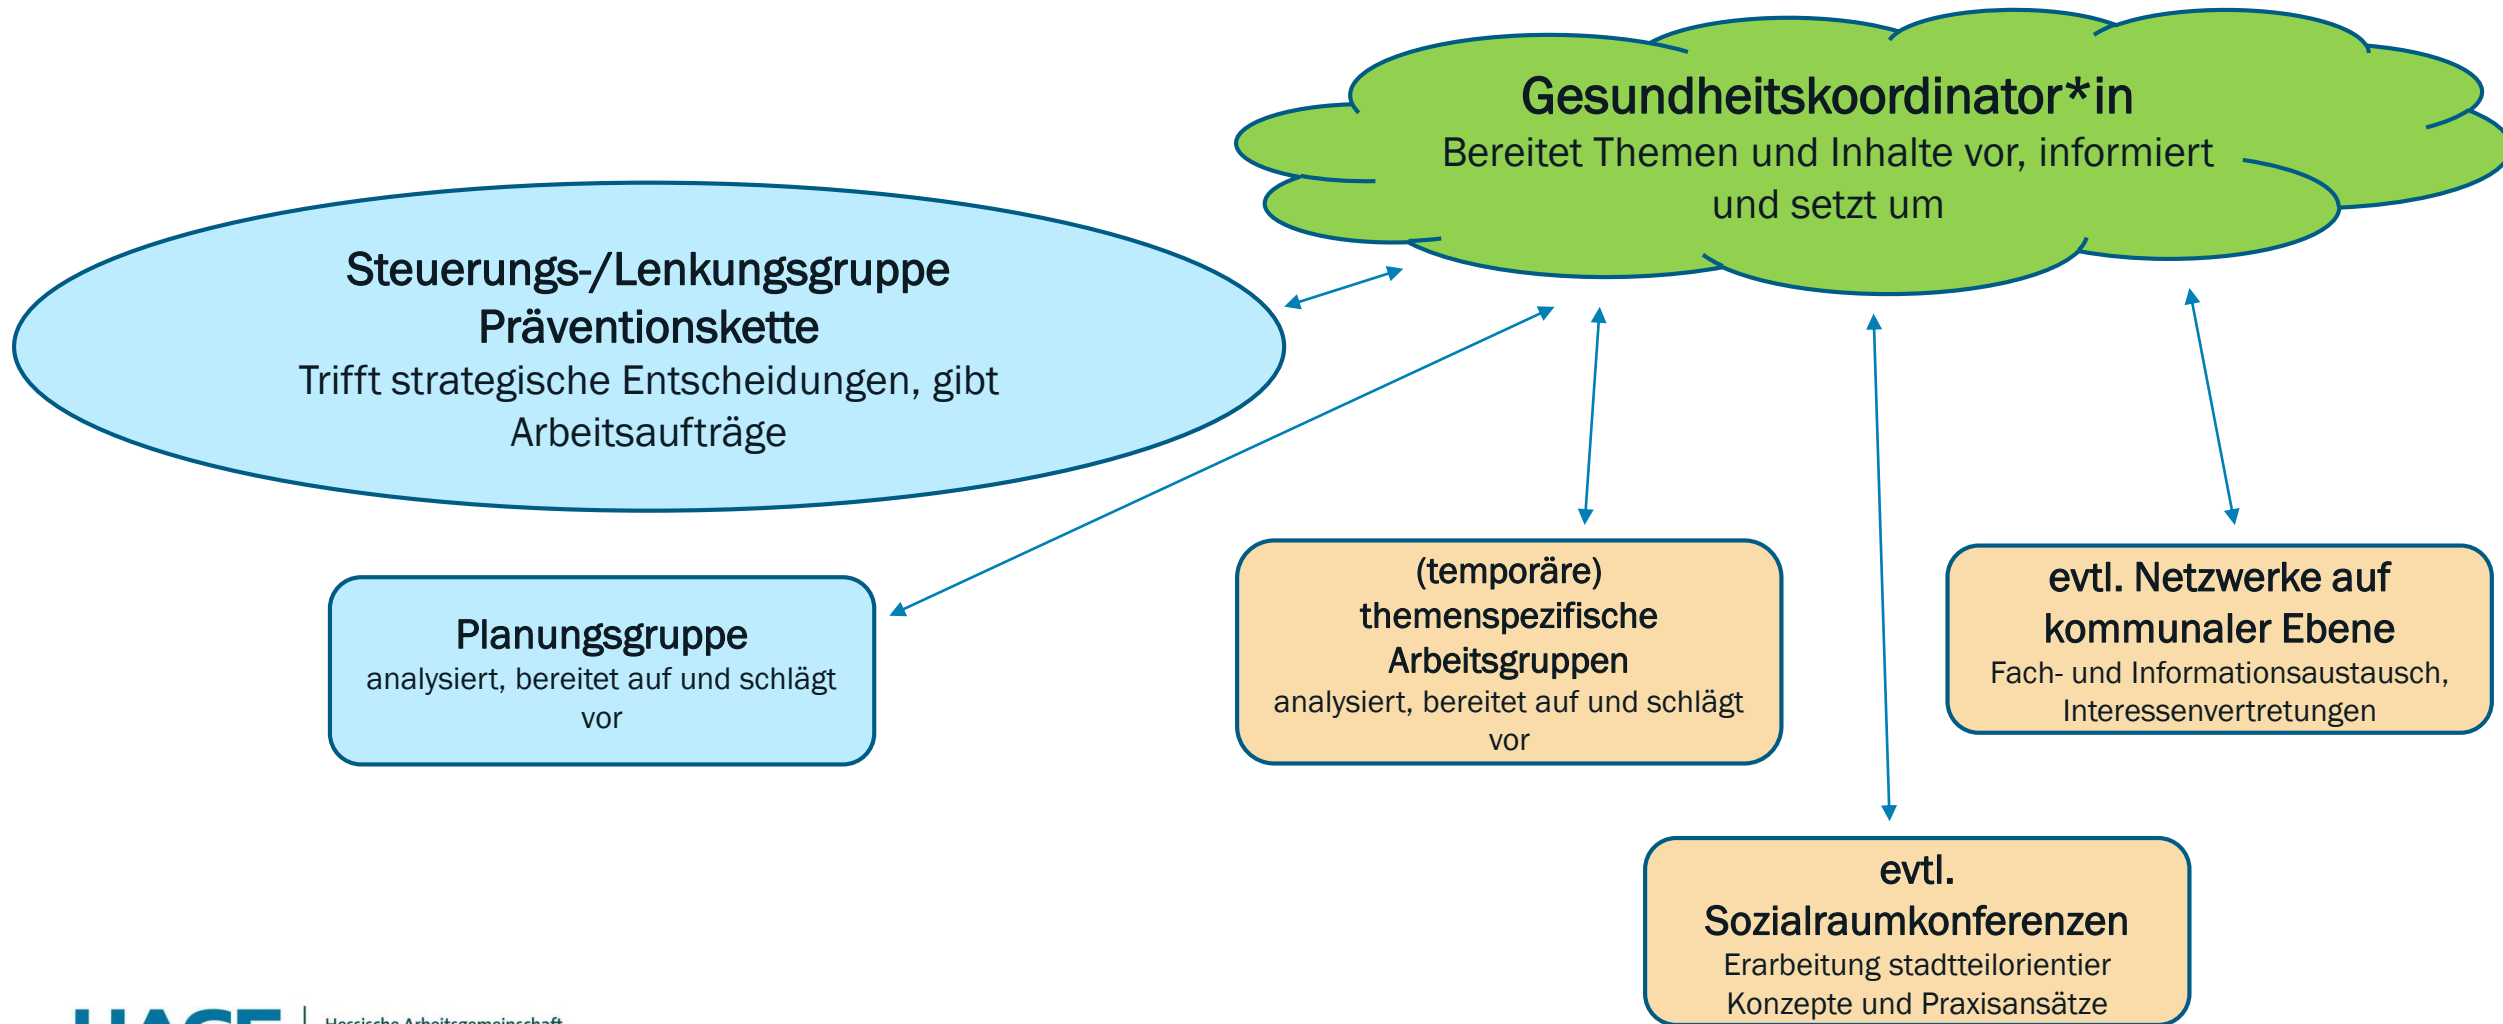 Gesundheitskoordinator*in
Bereitet Themen und Inhalte vor, informiert
und setzt um
Steuerungs-/Lenkungsgruppe
Präventionskette
Trifft strategische Entscheidungen, gibt
Arbeitsaufträge
Planungsgruppe
analysiert, bereitet auf und schlägt
vor
(temporäre)
themenspezifische
Arbeitsgruppen
analysiert, bereitet auf und schlägt
vor
evtl. Netzwerke auf
kommunaler Ebene
Fach- und Informationsaustausch,
Interessenvertretungen
evtl.
Sozialraumkonferenzen
Erarbeitung stadtteilorientier
Konzepte und Praxisansätze
HAGE
Hessische Arbeitsgemeinschaft